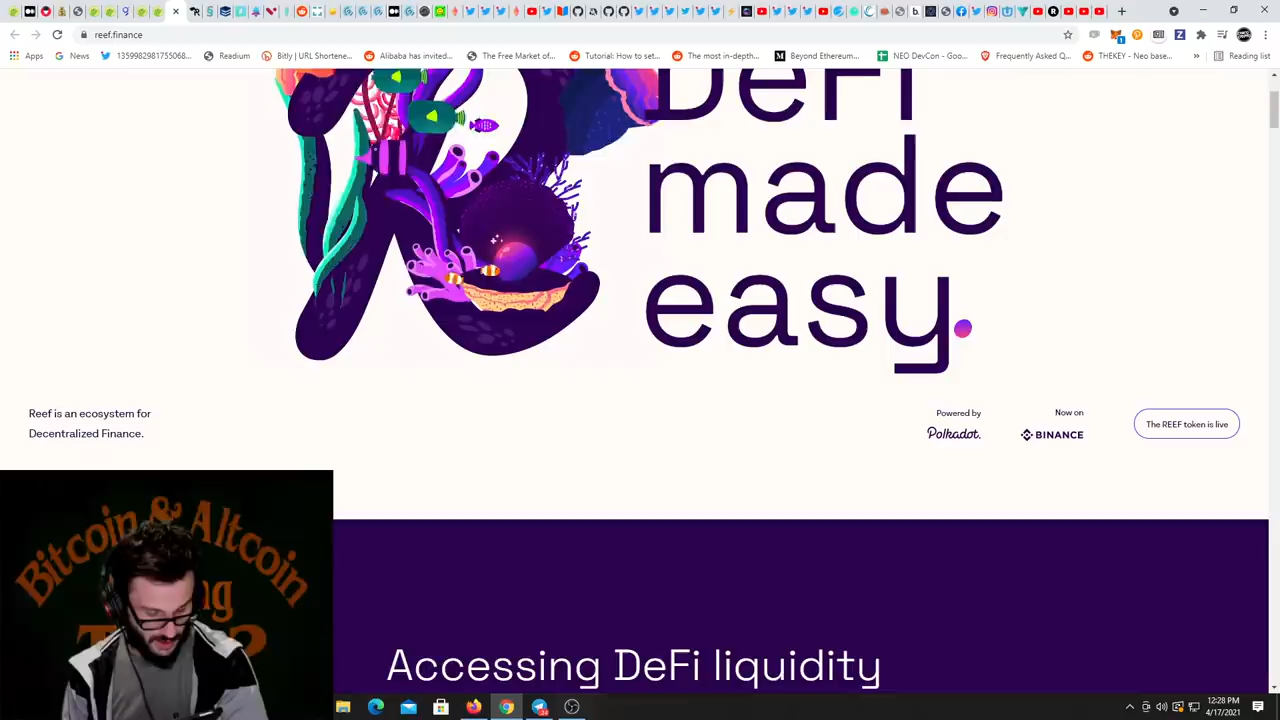 reef.finance
Apps
News
1359982981755068...
Readium
Bitly | URL Shortene...
Alibaba has invited...
The Free Market of...
Tutorial: How to set...
The most in-depth...
Beyond Ethereum...
NEO DevCon - Goo...
Frequently Asked Q...
THEKEY - Neo base...
»
Reading list
DeFi
made
easy.
Reef is an ecosystem for
Decentralized Finance.
Powered by
Polkadot.
Now on
BINANCE
The REEF token is live
Bitcoin & Altcoin
Accessing DeFi liquidity
12:28 PM
4/17/2021